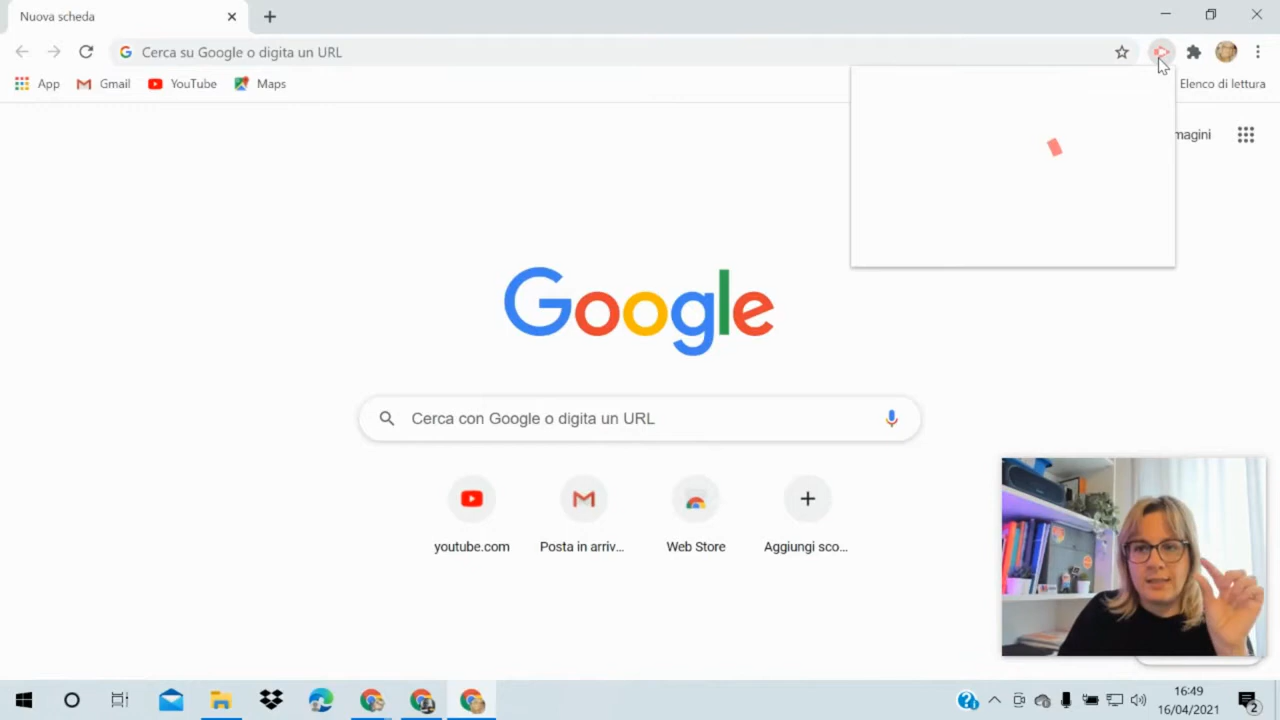 Nuova scheda
Cerca su Google o digita un URL
App Gmail YouTube Maps Elenco di lettura
magini
Google
Cerca con Google o digita un URL
youtube.com Posta in arriv... Web Store Aggiungi sco...
16:49
16/04/2021
2